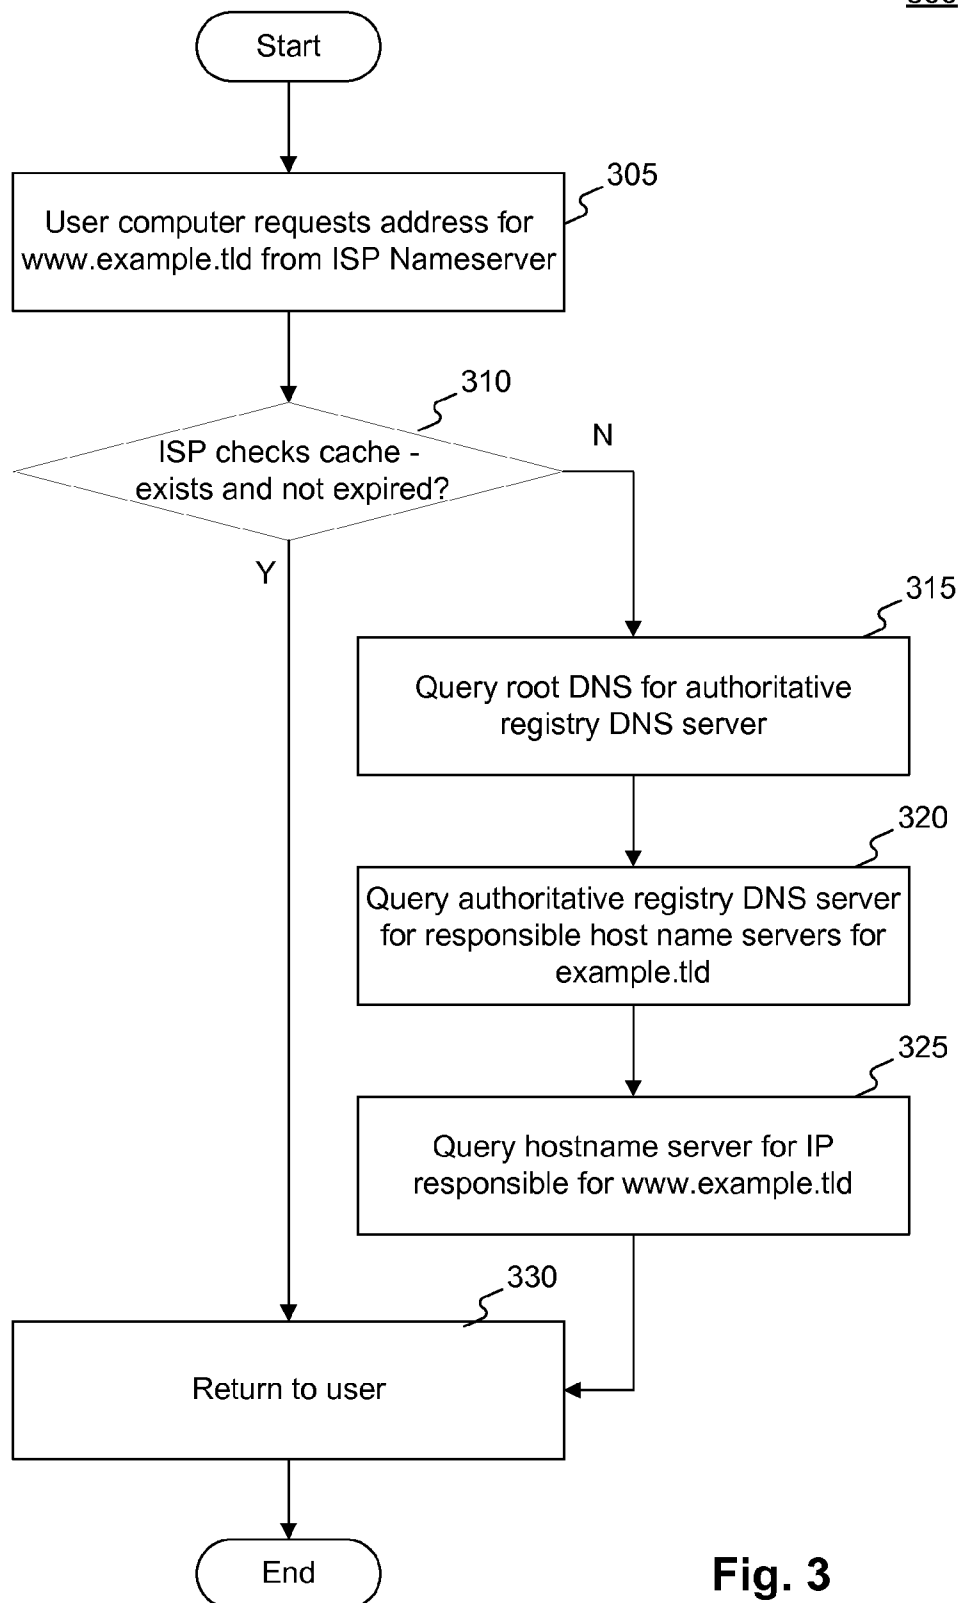 Start
305
User computer requests address for
www.example.tld from ISP Nameserver
310
ISP checks cache -
exists and not expired?
N
Y
315
Query root DNS for authoritative
registry DNS server
320
Query authoritative registry DNS server
for responsible host name servers for
example.tld
325
Query hostname server for IP
responsible for www.example.tld
330
Return to user
End
Fig. 3